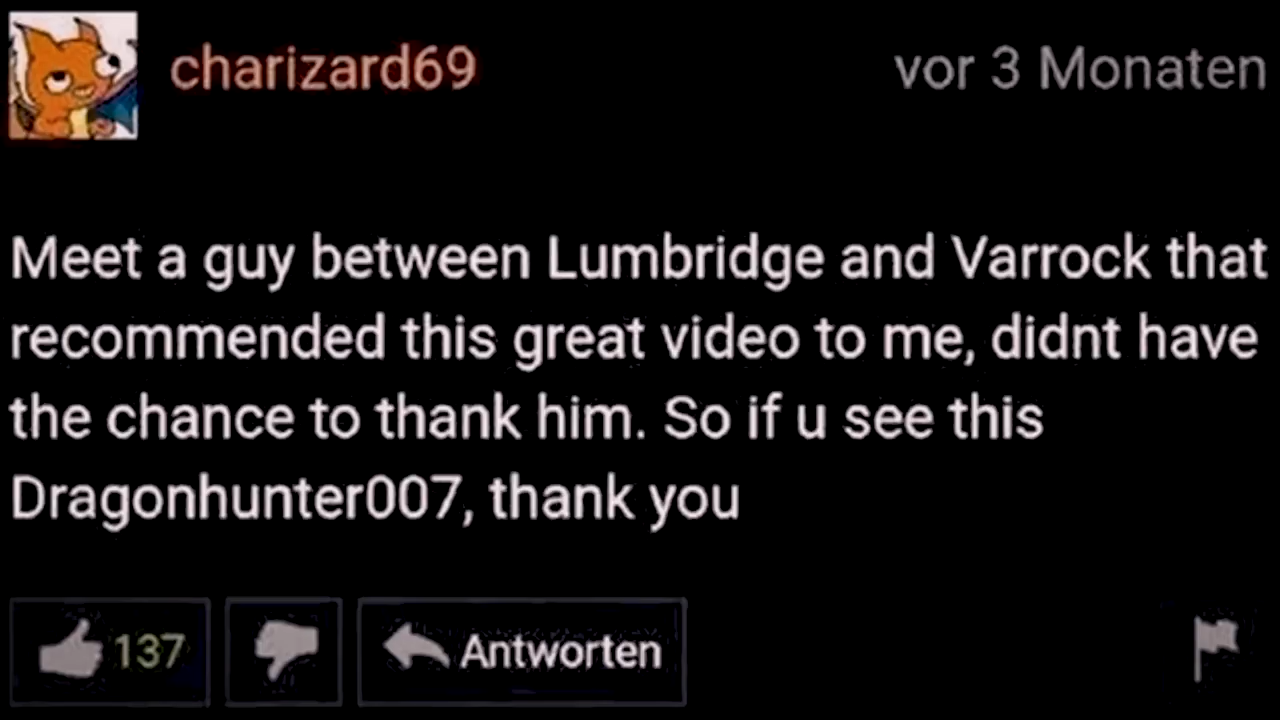 charizard69 vor 3 Monaten
Meet a guy between Lumbridge and Varrock that
recommended this great video to me, didnt have
the chance to thank him. So if u see this
Dragonhunter007, thank you
137 Antworten